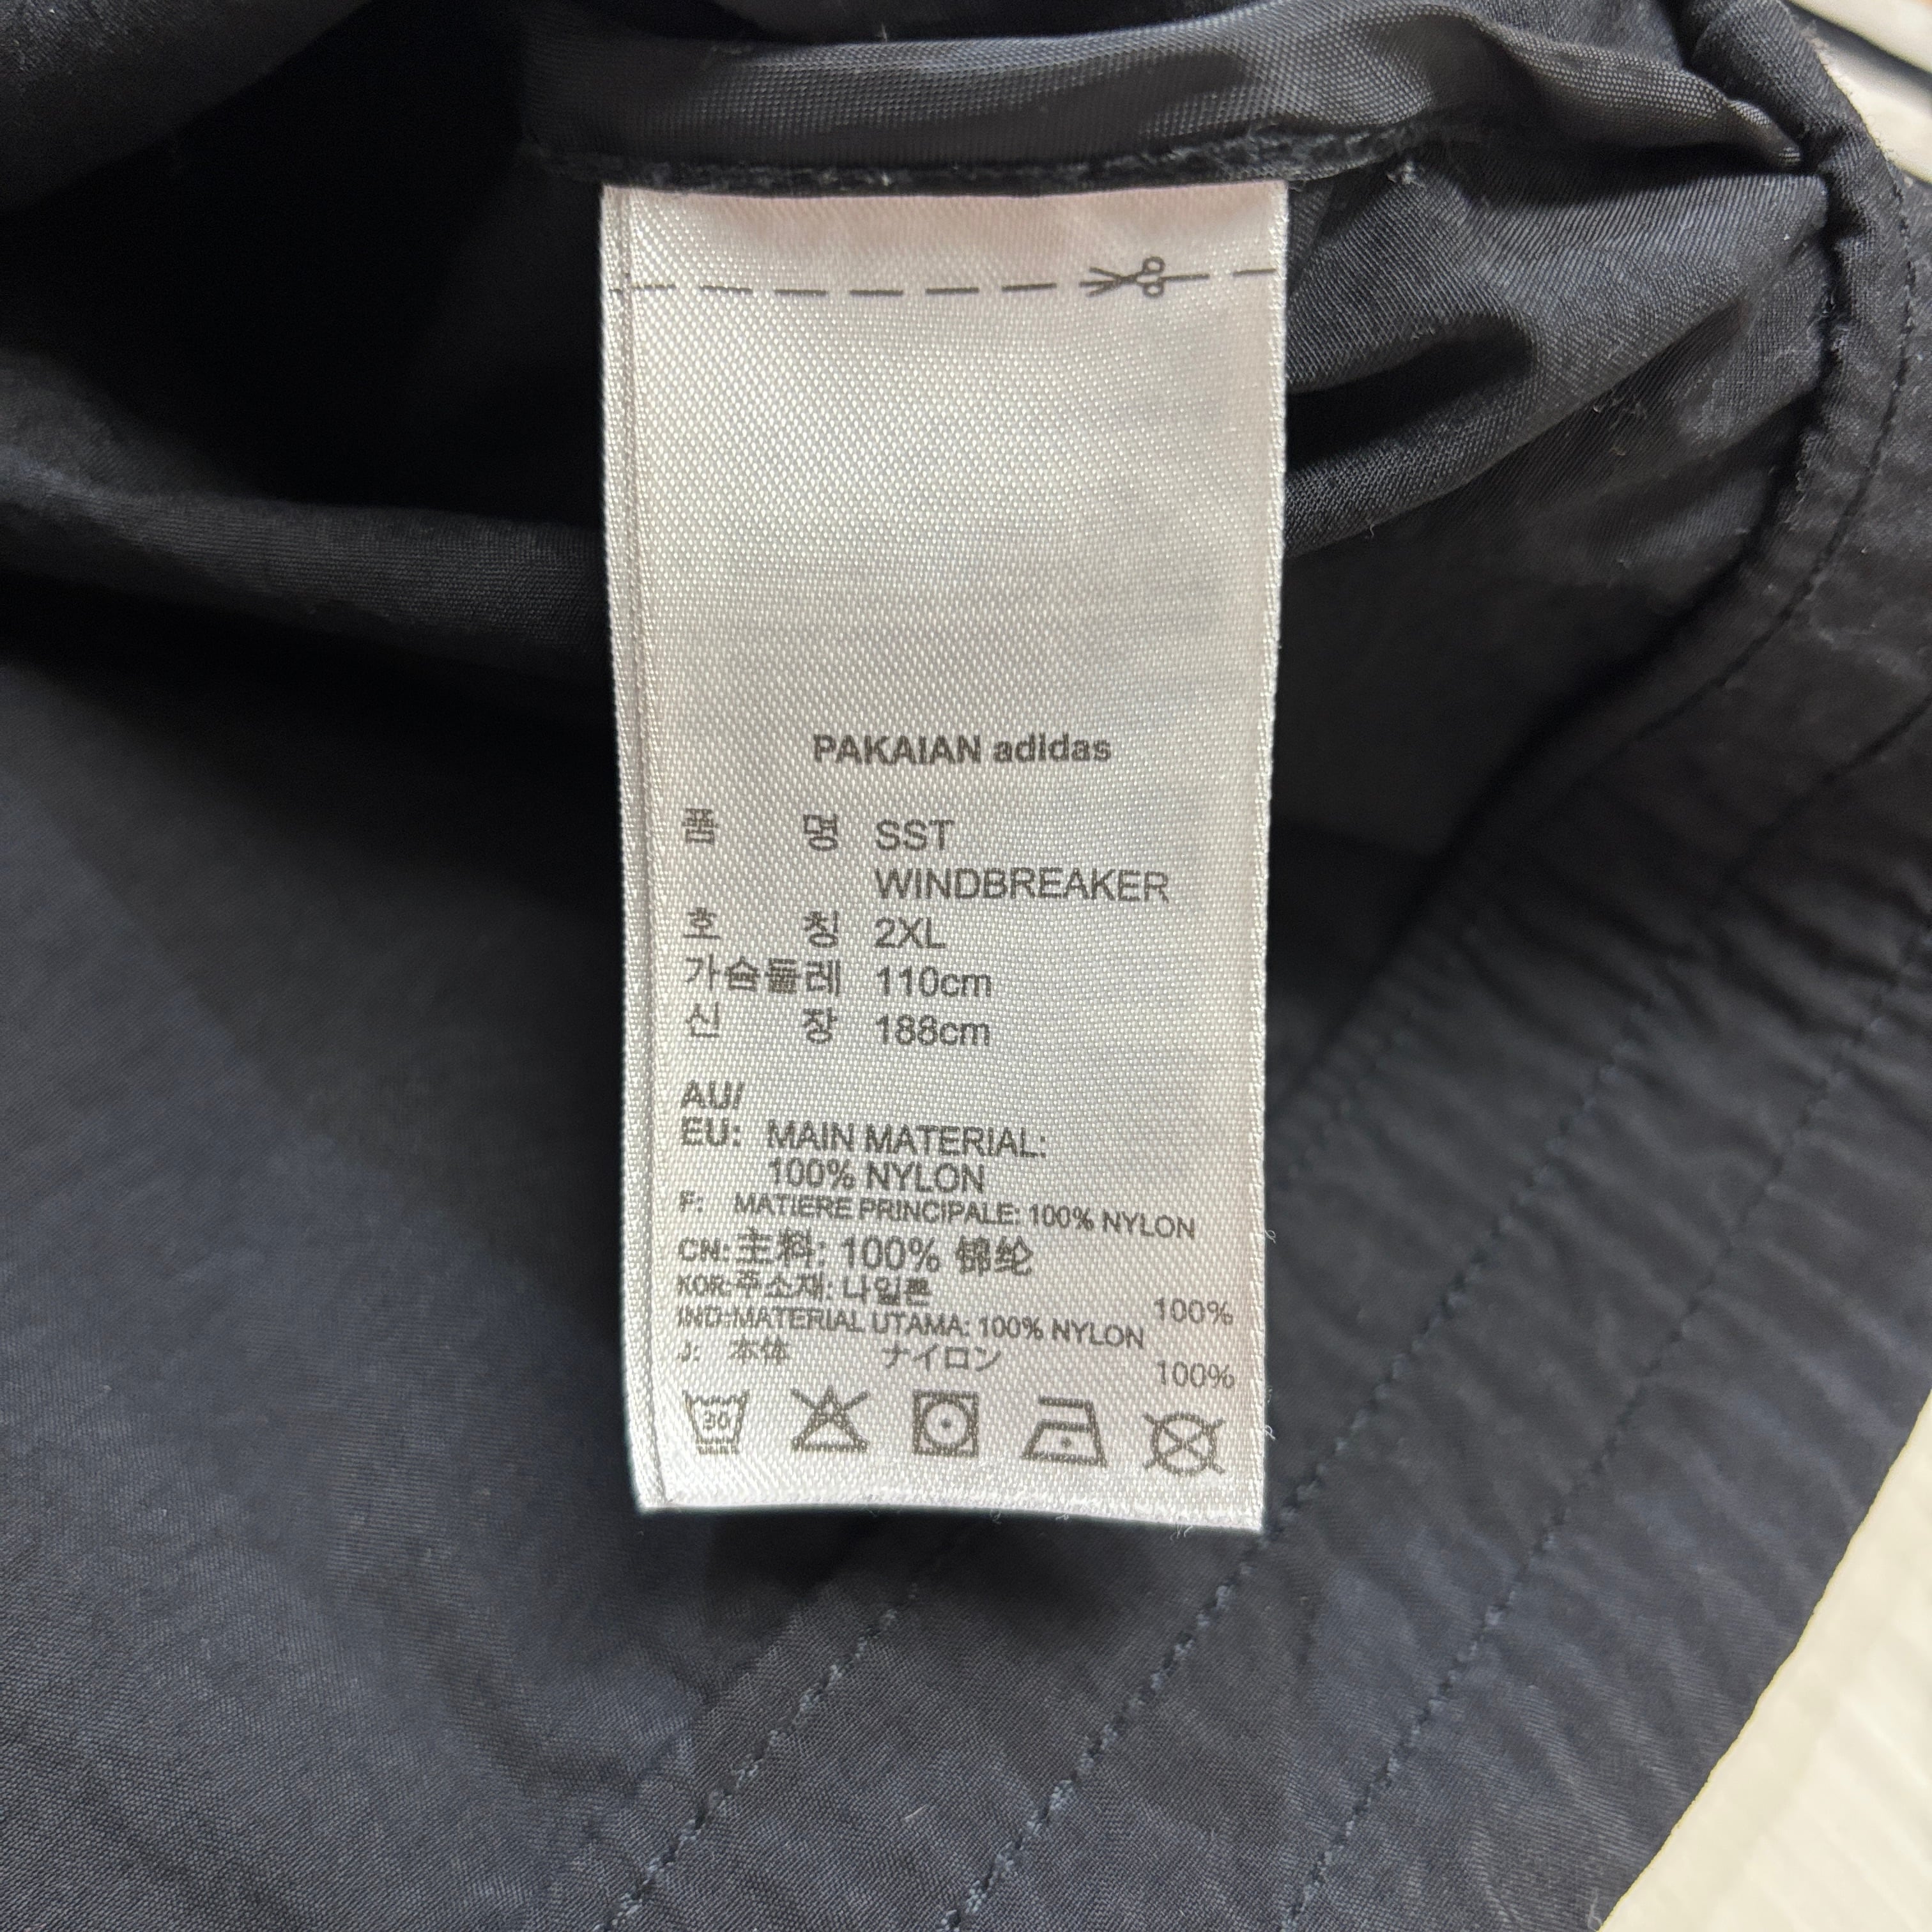 PAKAIAN adidas
품 명 SST
WINDBREAKER
호 칭 2XL
가슴둘레 110cm
신 장 188cm
AU/
EU: MAIN MATERIAL:
100% NYLON
F: MATIERE PRINCIPALE: 100% NYLON
CN: 主料: 100% 锦纶
KOR:주소재: 나일론 100%
IND:MATERIAL UTAMA: 100% NYLON
J: 本体 ナイロン 100%
30